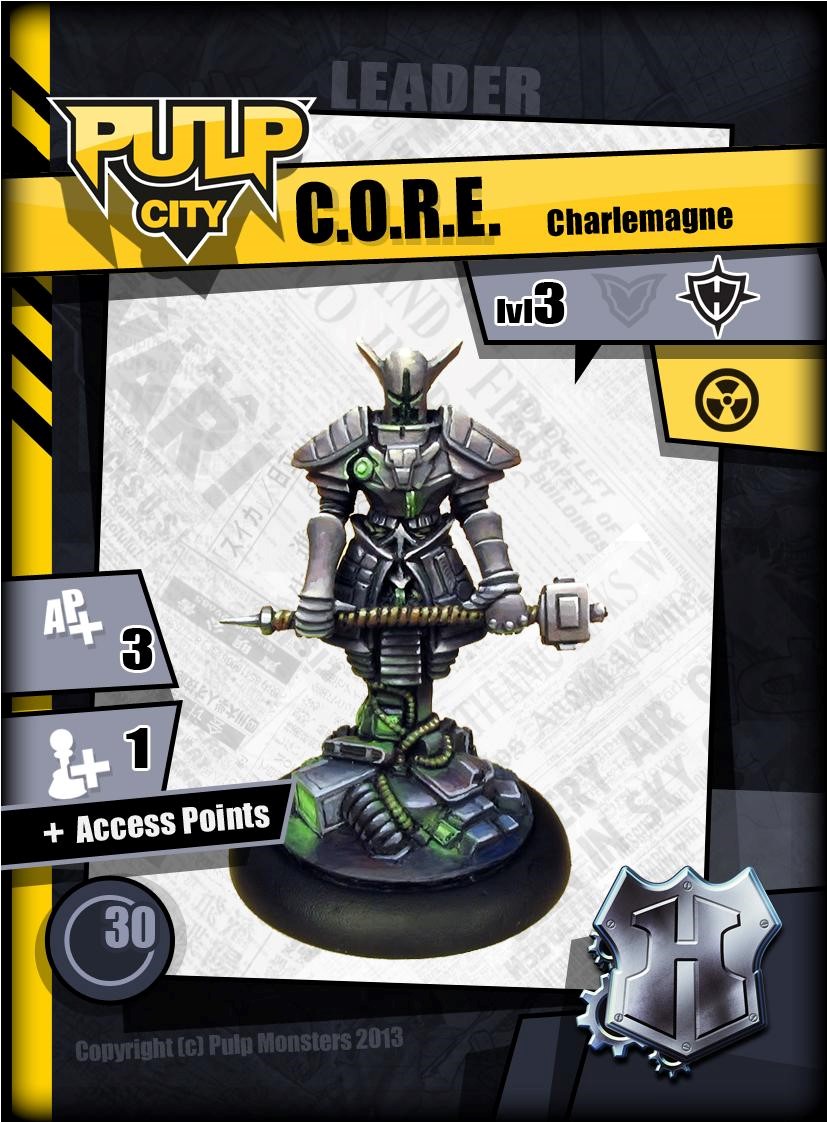 LEADER
PULP
CITY
C.O.R.E. Charlemagne
lvl3
H
AP+
3
1
+ Access Points
30
H
Copyright (c) Pulp Monsters 2013